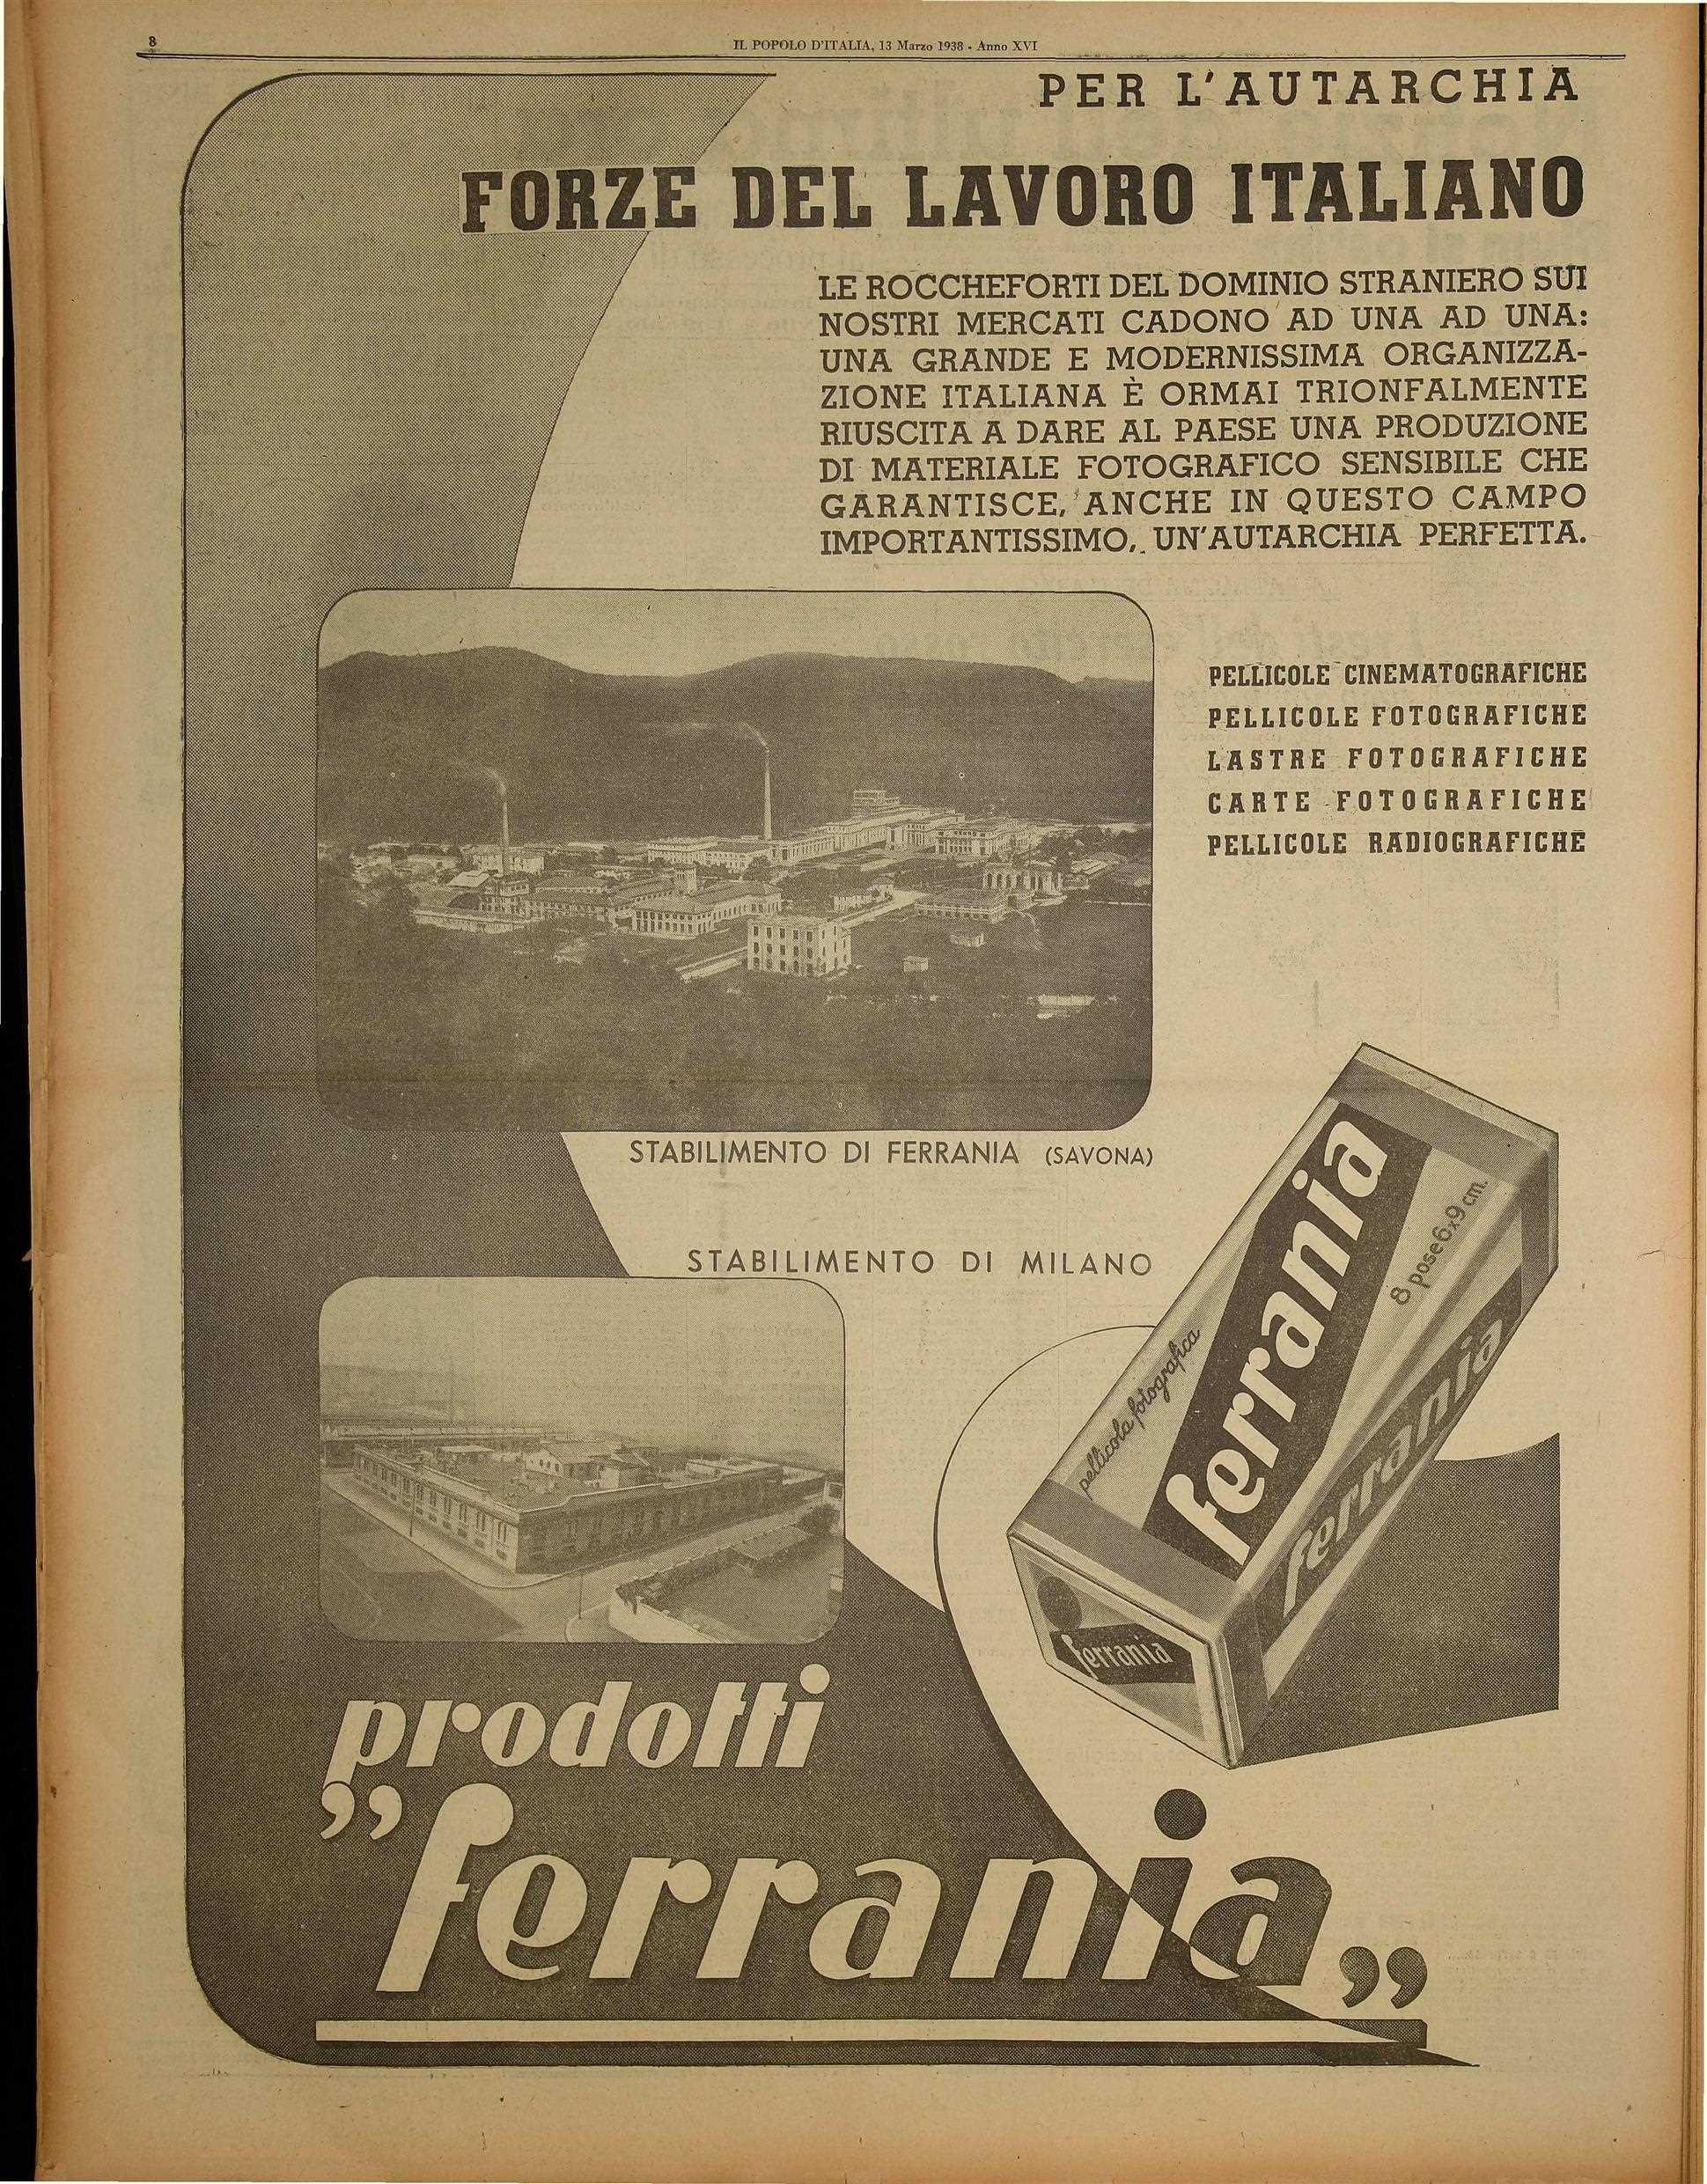 8
IL POPOLO D'ITALIA, 13 Marzo 1938 - Anno XVI
PER L'AUTARCHIA
FORZE DEL LAVORO ITALIANO
LE ROCCHEFORTI DEL DOMINIO STRANIERO SUI
NOSTRI MERCATI CADONO AD UNA AD UNA:
UNA GRANDE E MODERNISSIMA ORGANIZZA-
ZIONE ITALIANA È ORMAI TRIONFALMENTE
RIUSCITA A DARE AL PAESE UNA PRODUZIONE
DI MATERIALE FOTOGRAFICO SENSIBILE CHE
GARANTISCE, ANCHE IN QUESTO CAMPO
IMPORTANTISSIMO, UN'AUTARCHIA PERFETTA.
PELLICOLE CINEMATOGRAFICHE
PELLICOLE FOTOGRAFICHE
LASTRE FOTOGRAFICHE
CARTE FOTOGRAFICHE
PELLICOLE RADIOGRAFICHE
STABILIMENTO DI FERRANIA (SAVONA)
STABILIMENTO DI MILANO
pellicola fotografica
ferrania
8 pose 6x9 cm.
ferrania
ferrania
prodotti
"ferrania"